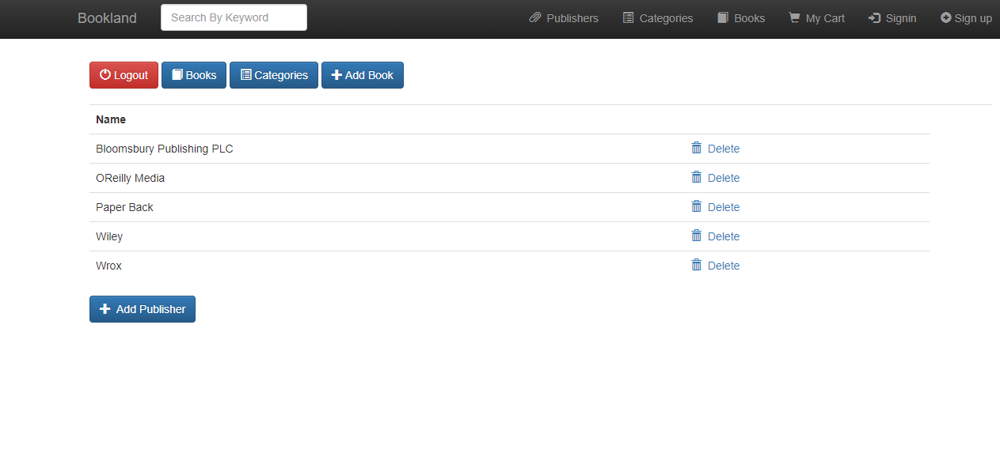 Bookland Search By Keyword Publishers Categories Books My Cart Signin Sign up
Logout Books Categories Add Book
Name
Bloomsbury Publishing PLC Delete
OReilly Media Delete
Paper Back Delete
Wiley Delete
Wrox Delete
Add Publisher